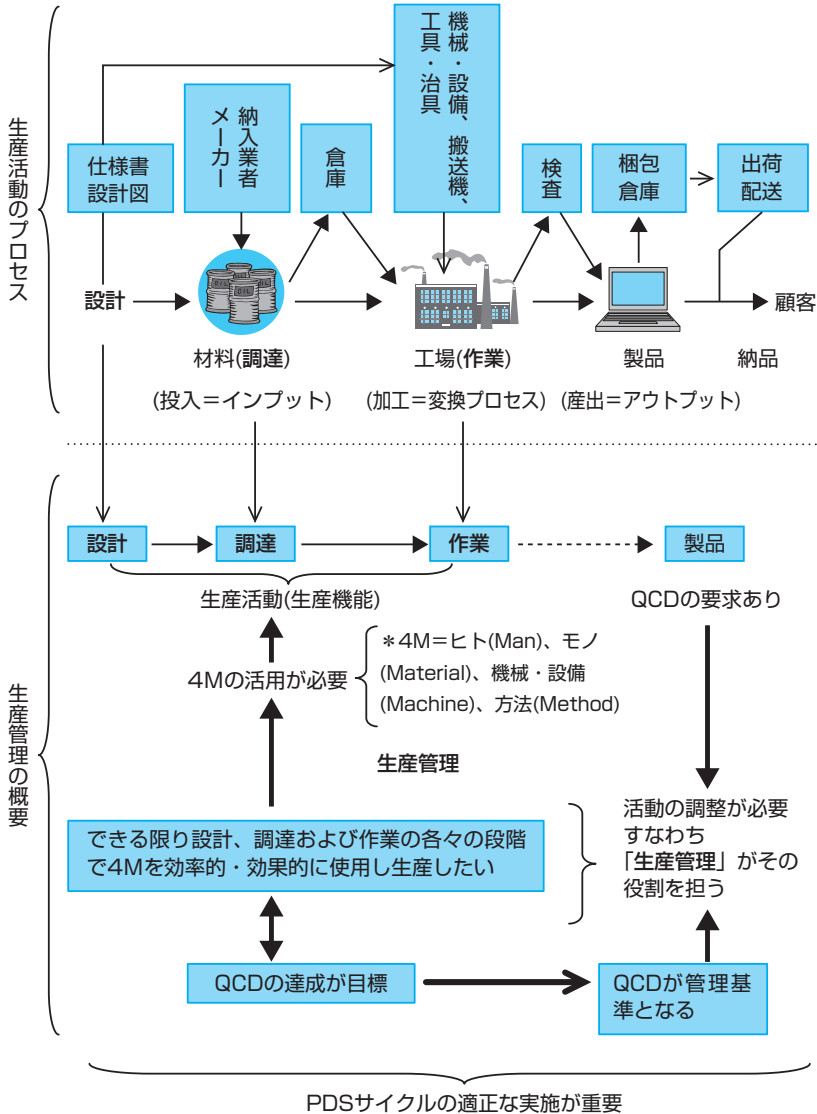 生産活動のプロセス
仕様書
設計図
納入業者
メーカー
倉庫
機械・設備、搬送機、
工具・治具
検査
梱包
倉庫
出荷
配送
設計
OIL
OIL
顧客
材料(調達)
工場(作業)
製品
納品
(投入＝インプット)
(加工＝変換プロセス)
(産出＝アウトプット)
生産管理の概要
設計
調達
作業
製品
生産活動(生産機能)
QCDの要求あり
4Mの活用が必要
＊4M＝ヒト(Man)、モノ
(Material)、機械・設備
(Machine)、方法(Method)
生産管理
できる限り設計、調達および作業の各々の段階
で4Mを効率的・効果的に使用し生産したい
活動の調整が必要
すなわち
「生産管理」がその
役割を担う
QCDの達成が目標
QCDが管理基
準となる
PDSサイクルの適正な実施が重要